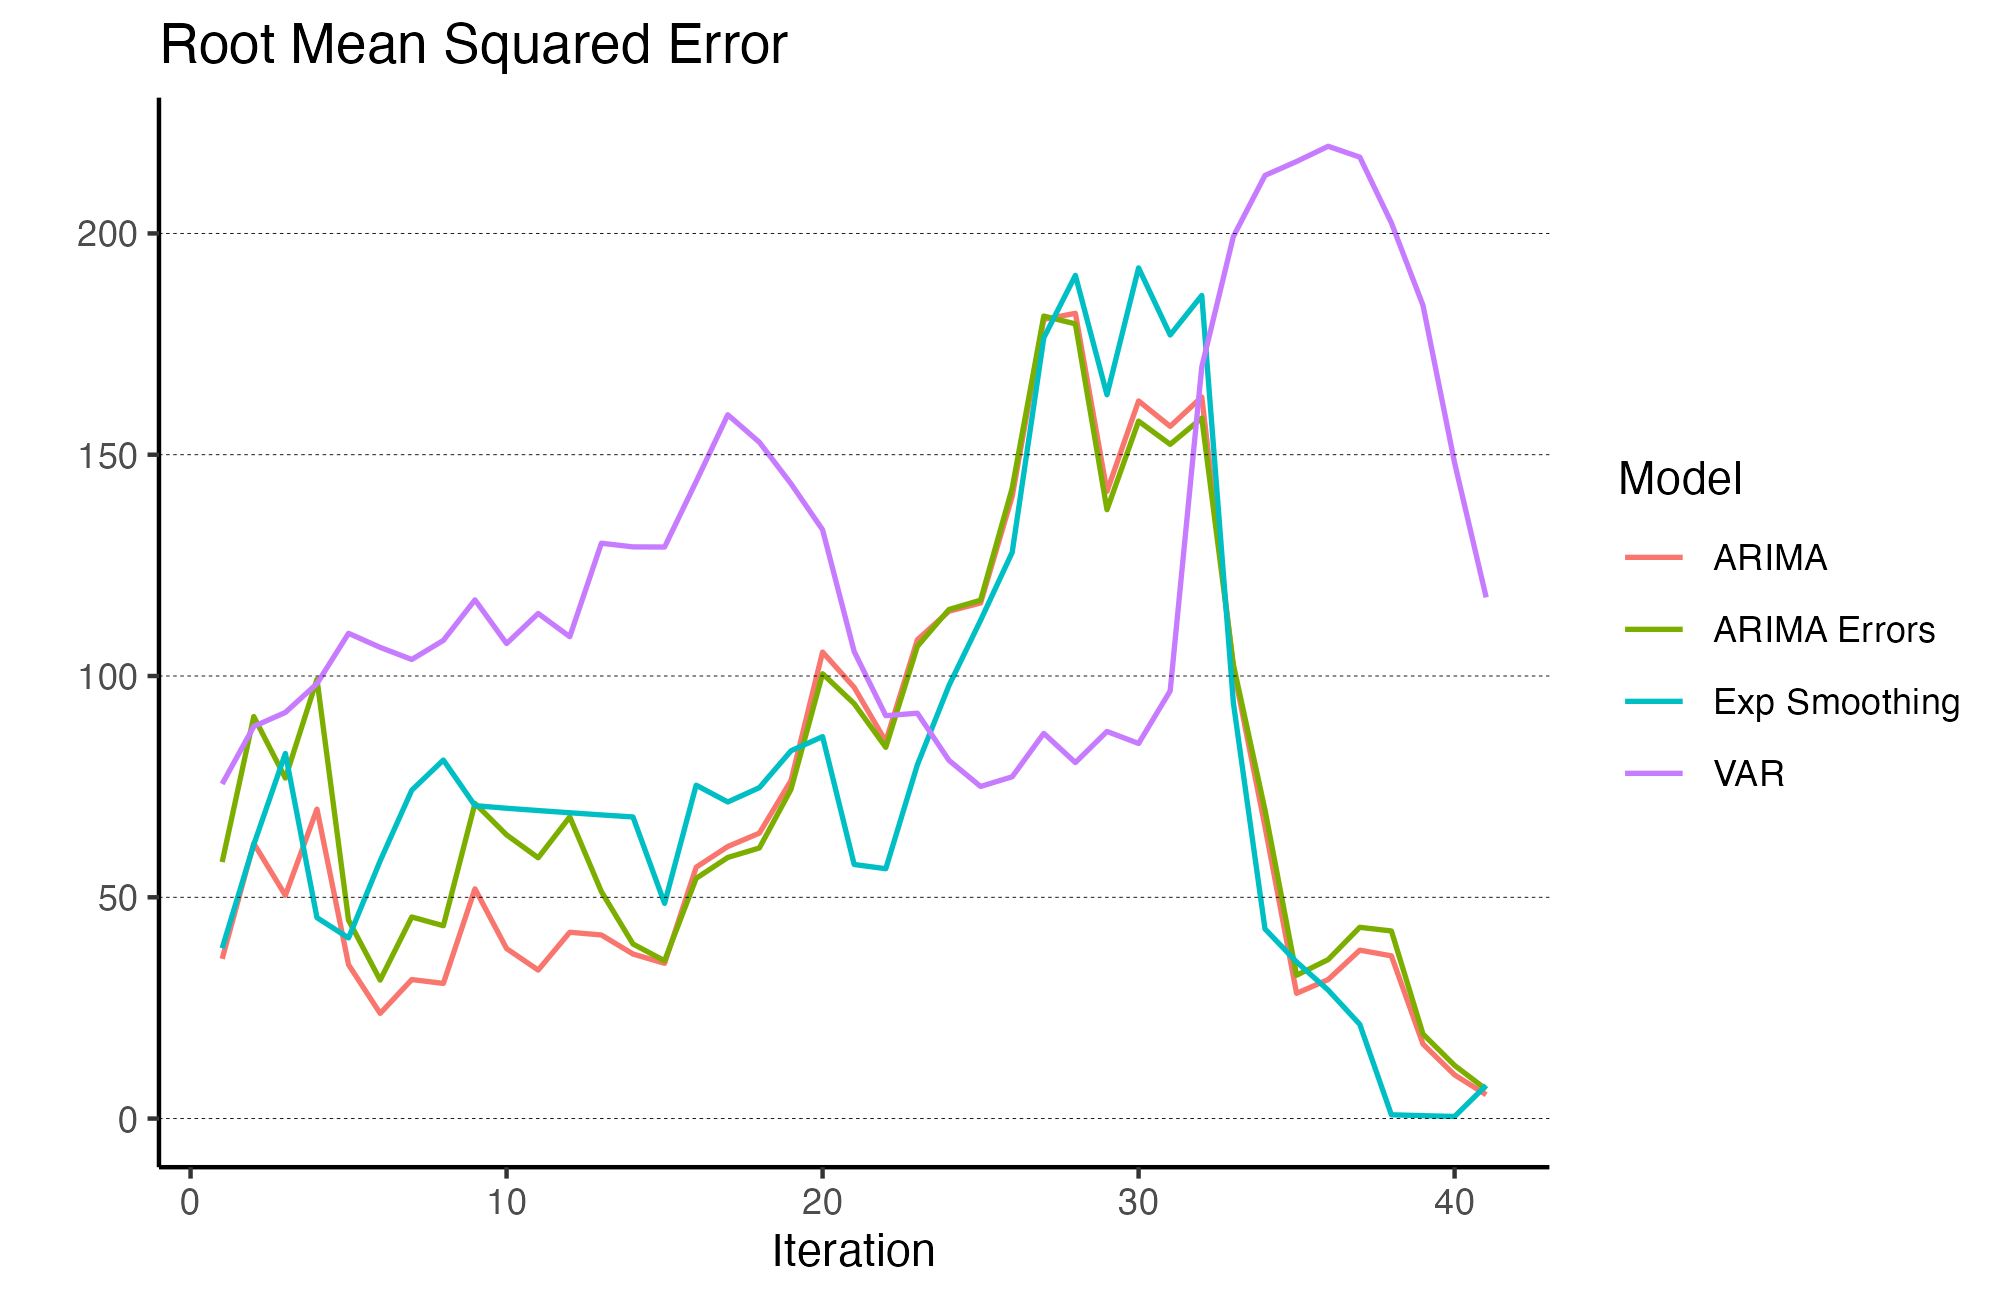 Root Mean Squared Error
200
150
100
50
0
0 10 20 30 40
Iteration
Model
ARIMA
ARIMA Errors
Exp Smoothing
VAR